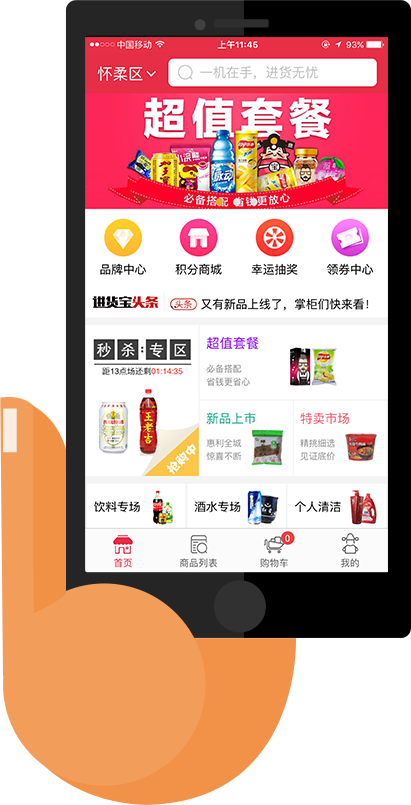 中国移动 上午11:45 93%
怀柔区 一机在手，进货无忧
超值套餐
必备搭配 省钱更放心
品牌中心 积分商城 幸运抽奖 领券中心
进货宝头条 头条 又有新品上线了，掌柜们快来看！
秒杀:专区
距13点场还剩01:14:35
王老吉
抢购中
超值套餐
必备搭配
省钱更省心
新品上市
惠利全城
惊喜不断
特卖市场
精挑细选
见证底价
饮料专场 酒水专场 个人清洁
首页 商品列表 购物车 0 我的